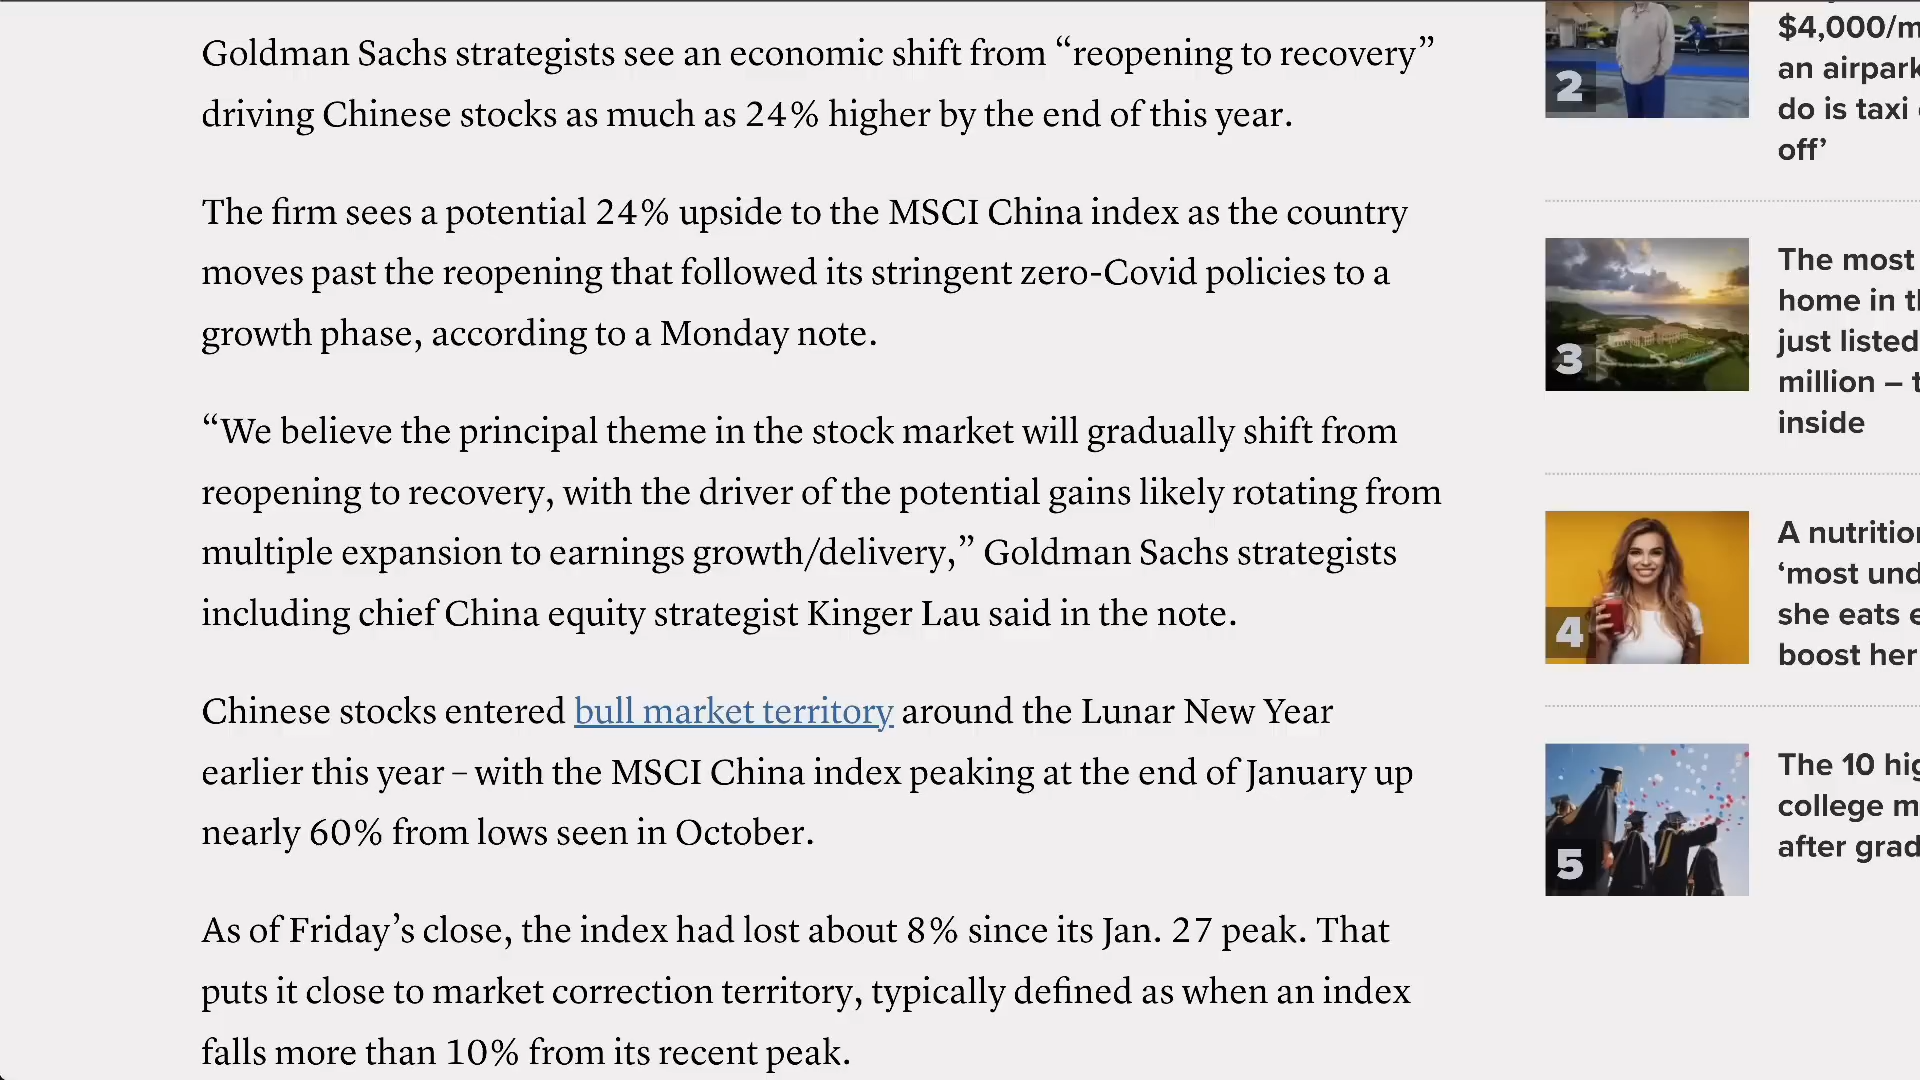 Goldman Sachs strategists see an economic shift from “reopening to recovery”
driving Chinese stocks as much as 24% higher by the end of this year.
The firm sees a potential 24% upside to the MSCI China index as the country
moves past the reopening that followed its stringent zero-Covid policies to a
growth phase, according to a Monday note.
“We believe the principal theme in the stock market will gradually shift from
reopening to recovery, with the driver of the potential gains likely rotating from
multiple expansion to earnings growth/delivery,” Goldman Sachs strategists
including chief China equity strategist Kinger Lau said in the note.
Chinese stocks entered bull market territory around the Lunar New Year
earlier this year – with the MSCI China index peaking at the end of January up
nearly 60% from lows seen in October.
As of Friday’s close, the index had lost about 8% since its Jan. 27 peak. That
puts it close to market correction territory, typically defined as when an index
falls more than 10% from its recent peak.
2
$4,000/m
an airpark
do is taxi
off’
3
The most
home in
just listed
million –
inside
4
A
‘most
she eats
boost her
5
The 10
college
after